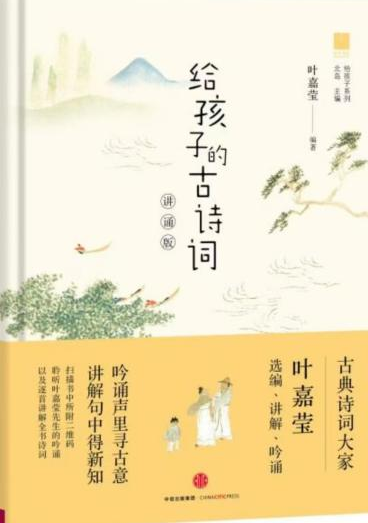 给孩子系列
北岛 主编
叶嘉莹
编著
给孩子的古诗词
讲诵版
古典诗词大家
叶嘉莹
选编、讲解、吟诵
吟诵声里寻古意
讲解句中得新知
扫描书中所附二维码
聆听叶嘉莹先生的吟诵
以及逐首讲解全书诗词
中信出版集团·CHINACITICPRESS